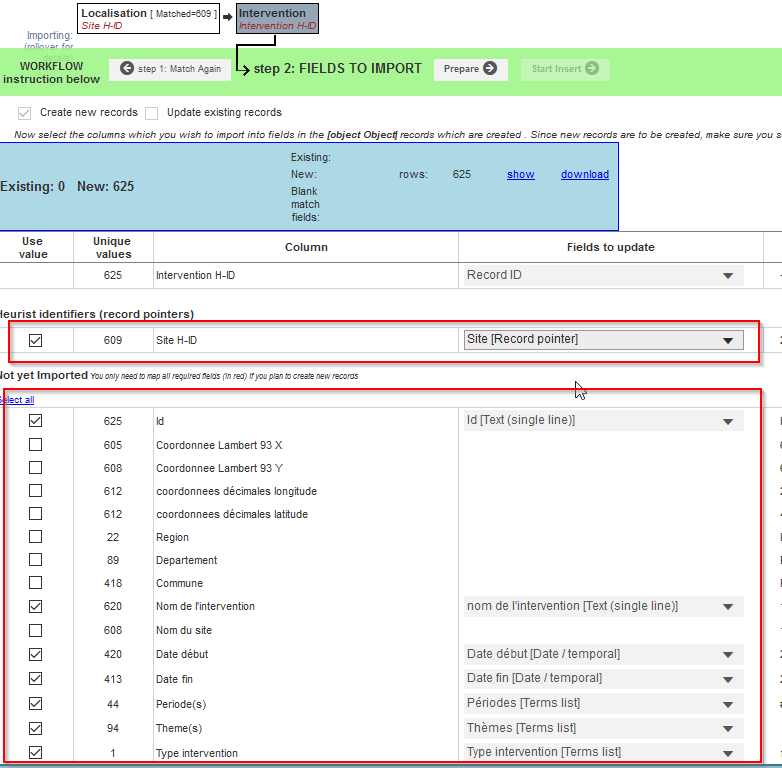 Localisation [ Matched=609 ]
Site H-ID
Intervention
Intervention H-ID
Importing:
(rollover for
WORKFLOW
instruction below
step 1: Match Again
step 2: FIELDS TO IMPORT
Prepare
Start Insert
Create new records
Update existing records
Now select the columns which you wish to import into fields in the [object Object] records which are created . Since new records are to be created, make sure you s
Existing: 0 New: 625
Existing:
New: rows: 625 show download
Blank
match
fields:
Use
value
Unique
values
Column
Fields to update
625 Intervention H-ID Record ID
Heurist identifiers (record pointers)
609 Site H-ID Site [Record pointer]
Not yet Imported You only need to map all required fields (in red) if you plan to create new records
Select all
625 Id Id [Text (single line)]
605 Coordonnee Lambert 93 X
608 Coordonnee Lambert 93 Y
612 coordonnees décimales longitude
612 coordonnees décimales latitude
22 Region
89 Departement
418 Commune
620 Nom de l'intervention nom de l'intervention [Text (single line)]
608 Nom du site
420 Date début Date début [Date / temporal]
413 Date fin Date fin [Date / temporal]
44 Periode(s) Périodes [Terms list]
94 Theme(s) Thèmes [Terms list]
1 Type intervention Type intervention [Terms list]